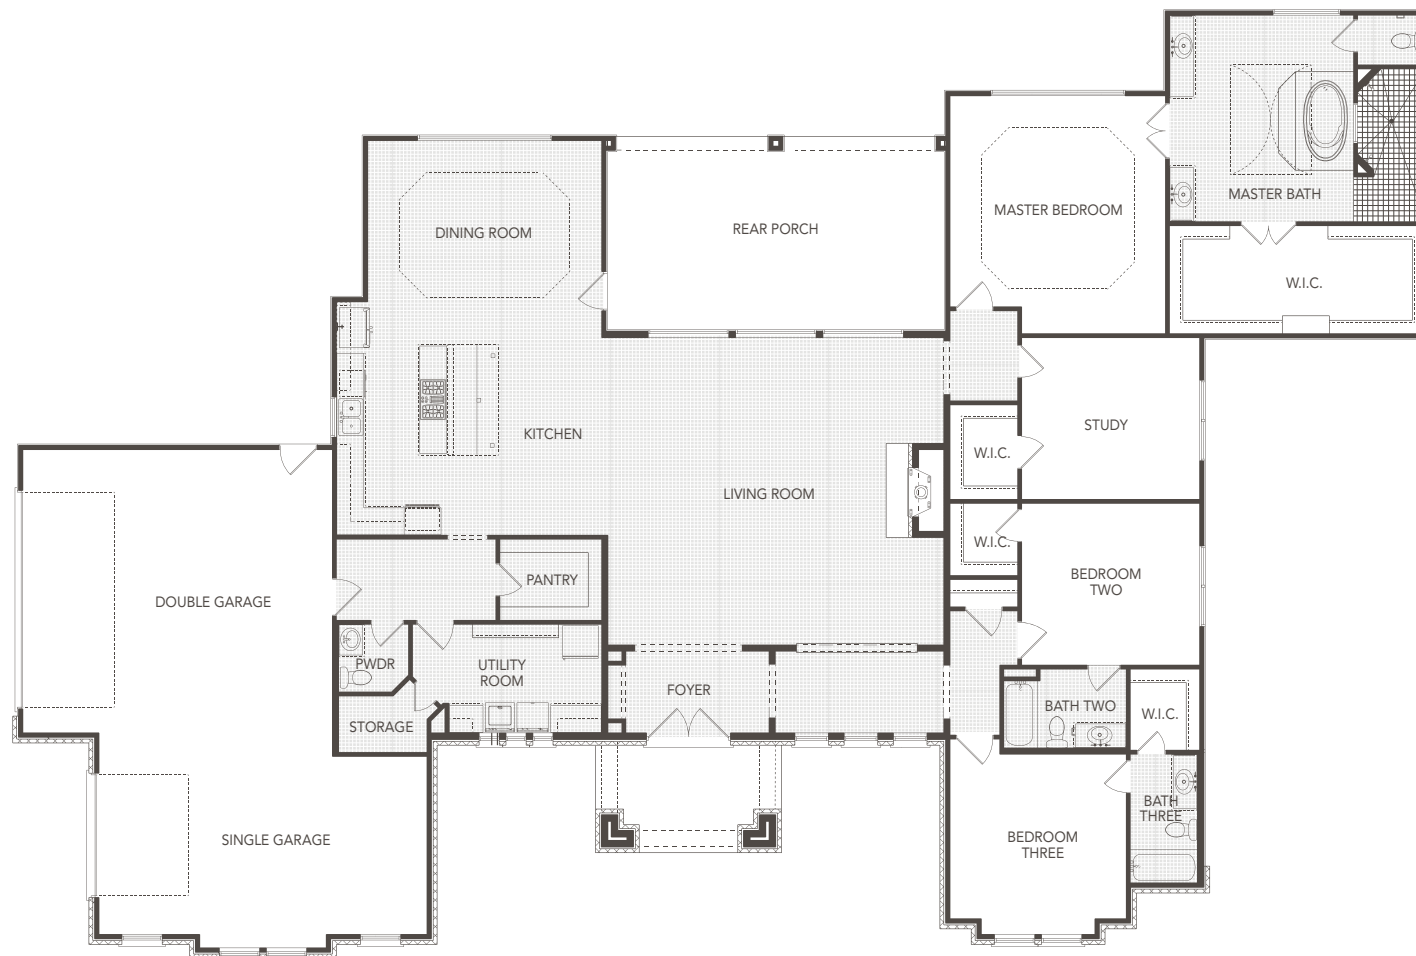 MASTER BATH
MASTER BEDROOM
DINING ROOM
REAR PORCH
W.I.C.
STUDY
KITCHEN
W.I.C.
LIVING ROOM
W.I.C.
BEDROOM
TWO
PANTRY
DOUBLE GARAGE
PWDR
UTILITY
ROOM
FOYER
BATH TWO
W.I.C.
STORAGE
BATH
THREE
SINGLE GARAGE
BEDROOM
THREE